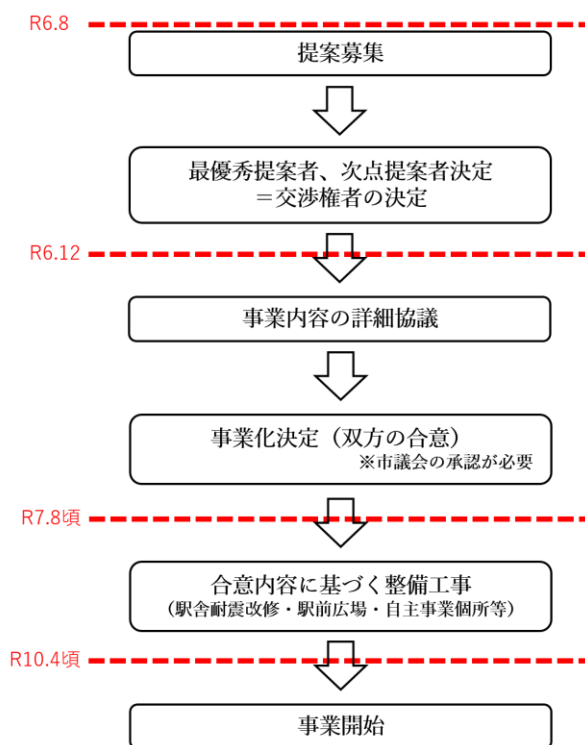 R6.8
提案募集
最優秀提案者、次点提案者決定
＝交渉権者の決定
R6.12
事業内容の詳細協議
事業化決定（双方の合意）
※市議会の承認が必要
R7.8頃
合意内容に基づく整備工事
（駅舎耐震改修・駅前広場・自主事業個所等）
R10.4頃
事業開始